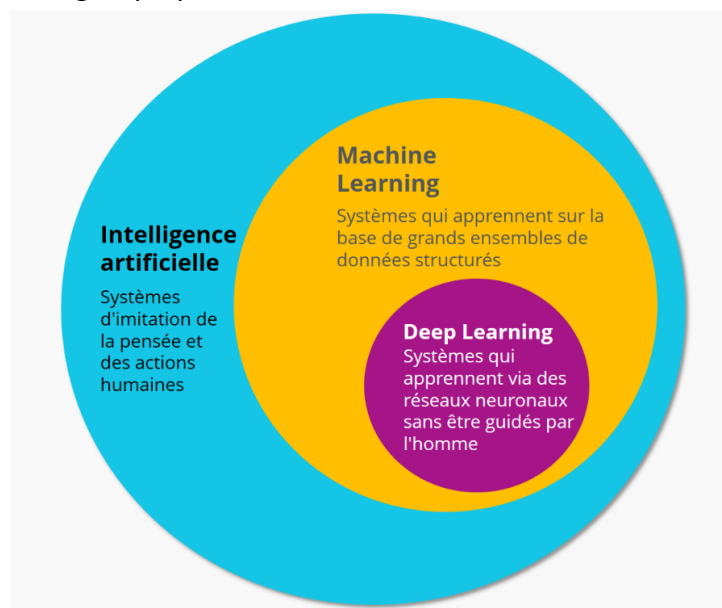 Intelligence
artificielle
Systèmes
d'imitation de
la pensée et
des actions
humaines
Machine
Learning
Systèmes qui apprennent sur la
base de grands ensembles de
données structurés
Deep Learning
Systèmes qui
apprennent via des
réseaux neuronaux
sans être guidés par
l'homme